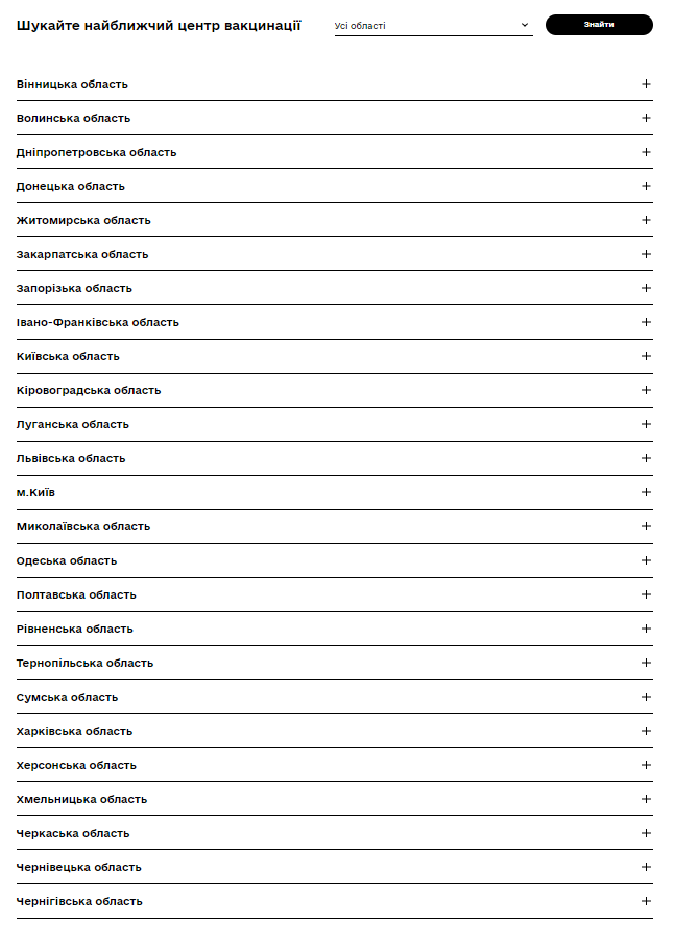 Шукайте найближчий центр вакцинації
Усі області
Знайти
Вінницька область
Волинська область
Дніпропетровська область
Донецька область
Житомирська область
Закарпатська область
Запорізька область
Івано-Франківська область
Київська область
Кіровоградська область
Луганська область
Львівська область
м.Київ
Миколаївська область
Одеська область
Полтавська область
Рівненська область
Тернопільська область
Сумська область
Харківська область
Херсонська область
Хмельницька область
Черкаська область
Чернівецька область
Чернігівська область